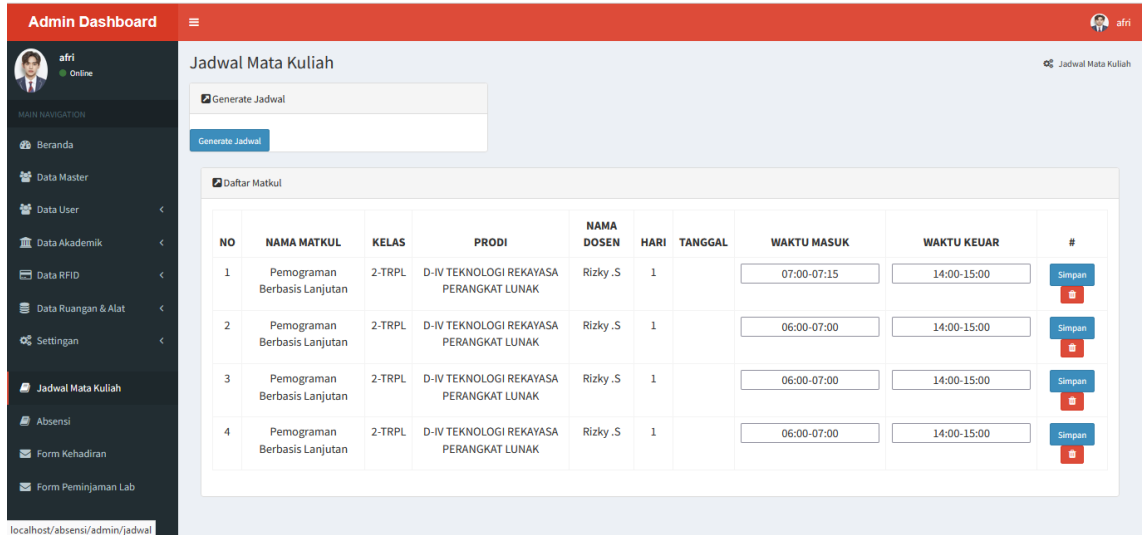 Admin Dashboard
afri
afri
Online
Jadwal Mata Kuliah
Jadwal Mata Kuliah
MAIN NAVIGATION
Beranda
Data Master
Data User
Data Akademik
Data RFID
Data Ruangan & Alat
Settingan
Jadwal Mata Kuliah
Absensi
Form Kehadiran
Form Peminjaman Lab
localhost/absensi/admin/jadwal
Generate Jadwal
Generate Jadwal
Daftar Matkul
NO NAMA MATKUL KELAS PRODI NAMA DOSEN HARI TANGGAL WAKTU MASUK WAKTU KEUAR #
1 Pemograman 2-TRPL D-IV TEKNOLOGI REKAYASA Rizky .S 1 07:00-07:15 14:00-15:00 Simpan
Berbasis Lanjutan PERANGKAT LUNAK
2 Pemograman 2-TRPL D-IV TEKNOLOGI REKAYASA Rizky .S 1 06:00-07:00 14:00-15:00 Simpan
Berbasis Lanjutan PERANGKAT LUNAK
3 Pemograman 2-TRPL D-IV TEKNOLOGI REKAYASA Rizky .S 1 06:00-07:00 14:00-15:00 Simpan
Berbasis Lanjutan PERANGKAT LUNAK
4 Pemograman 2-TRPL D-IV TEKNOLOGI REKAYASA Rizky .S 1 06:00-07:00 14:00-15:00 Simpan
Berbasis Lanjutan PERANGKAT LUNAK